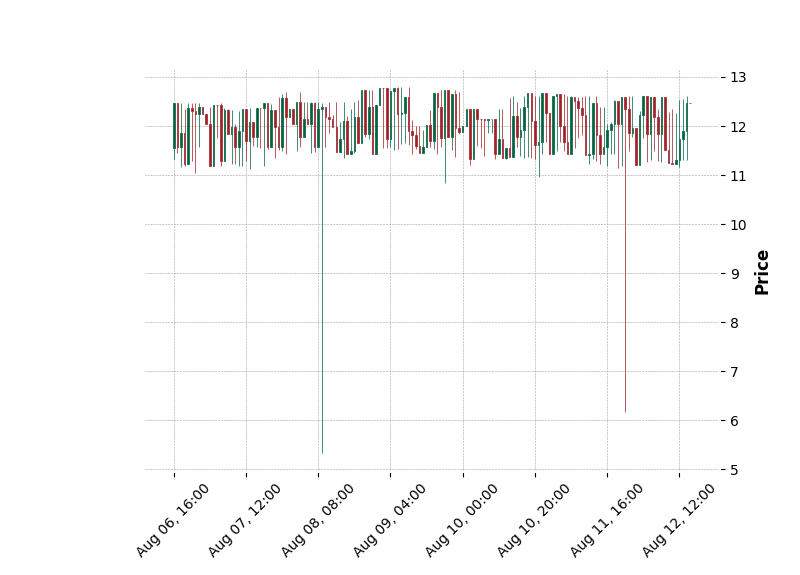 13
12
11
10
9
8
7
6
5
Price
Aug 06, 16:00
Aug 07, 12:00
Aug 08, 08:00
Aug 09, 04:00
Aug 10, 00:00
Aug 10, 20:00
Aug 11, 16:00
Aug 12, 12:00